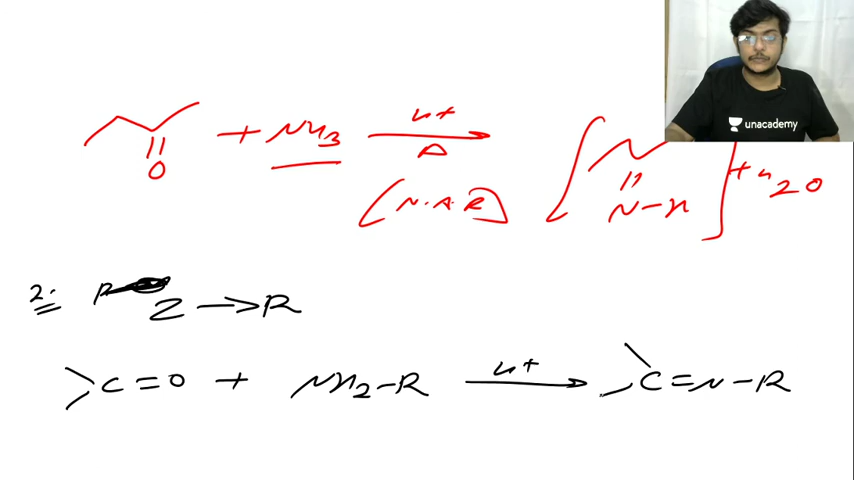 unacademy
+ NH3 H+ Δ
O
[N.A.R]
N-H
+ H2O
2. Z → R
C=O + NH2-R H+ C=N-R